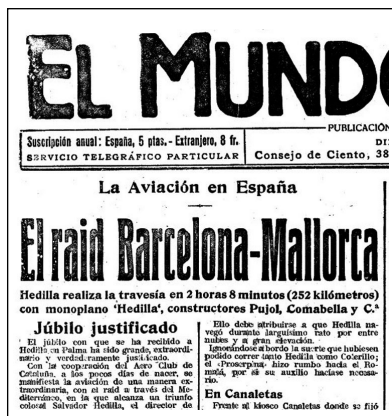 EL MUNDO
PUBLICACIÓN
Suscripción anual: España, 5 ptas. - Extranjero, 8 fr.
SERVICIO TELEGRÁFICO PARTICULAR
DI
Consejo de Ciento, 38
La Aviación en España
El raid Barcelona-Mallorca
Hedilla realiza la travesía en 2 horas 8 minutos (252 kilómetros)
con monoplano 'Hedilla', constructores Pujol, Comabella y C.ª
Júbilo justificado
El júbilo con que se ha recibido a
Hedilla en Palma ha sido grande, extraordi-
nario y verdaderamente justificado.
Con la cooperación del Aero Club de
Cataluña, a los pocos días de nacer, se
manifiesta la aviación de una manera ex-
traordinaria, con el raid a través del Me-
diterráneo, en la que alcanza un triunfo
colosal Salvador Hedilla, el director de
Ello debe atribuirse a que Hedilla na-
vegó durante larguísimo rato por entre
nubes y a gran elevación.
Ignorándose a bordo la suerte que hubiesen
podido correr tanto Hedilla como Colerillo;
el «Proserpina» hizo rumbo hacia el Ro-
manía, por si su auxilio hacíase necesa-
rio.
En Canaletas
Frente al kiosco Canaletas donde se fijó